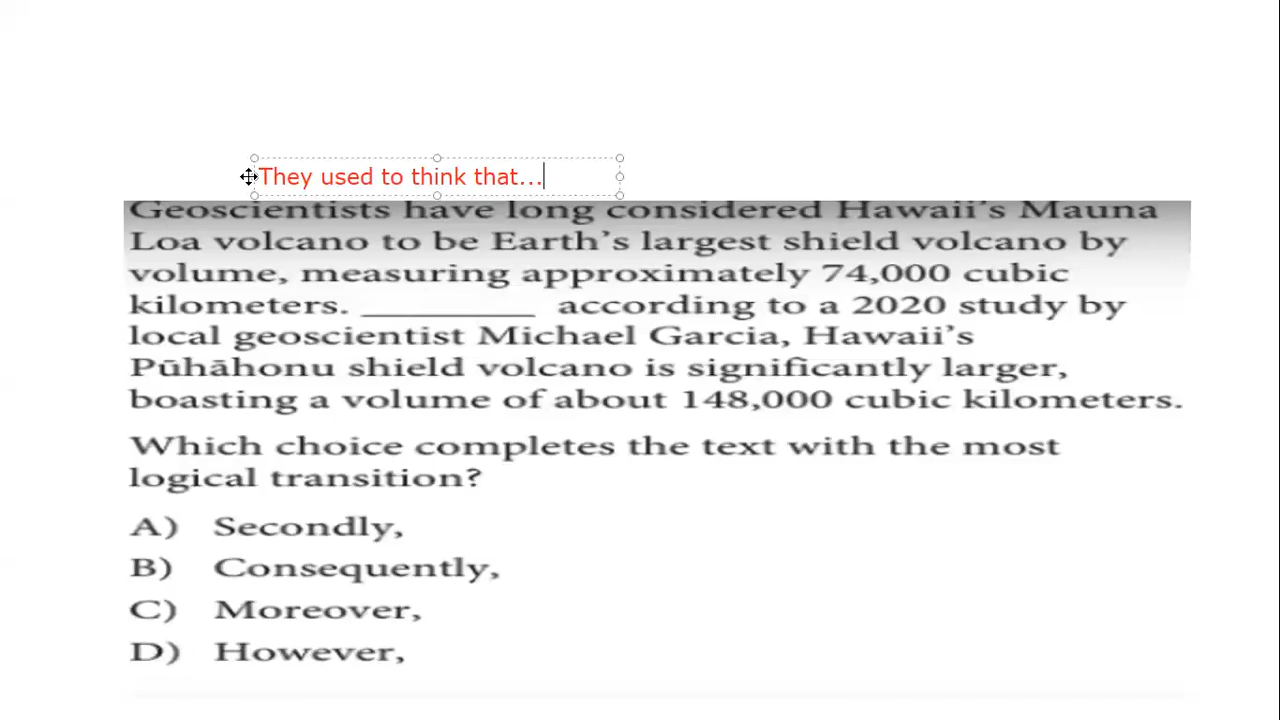 They used to think that...
Geoscientists have long considered Hawaii's Mauna
Loa volcano to be Earth's largest shield volcano by
volume, measuring approximately 74,000 cubic
kilometers. _________ according to a 2020 study by
local geoscientist Michael Garcia, Hawaii's
Pūhāhonu shield volcano is significantly larger,
boasting a volume of about 148,000 cubic kilometers.
Which choice completes the text with the most
logical transition?
A) Secondly,
B) Consequently,
C) Moreover,
D) However,